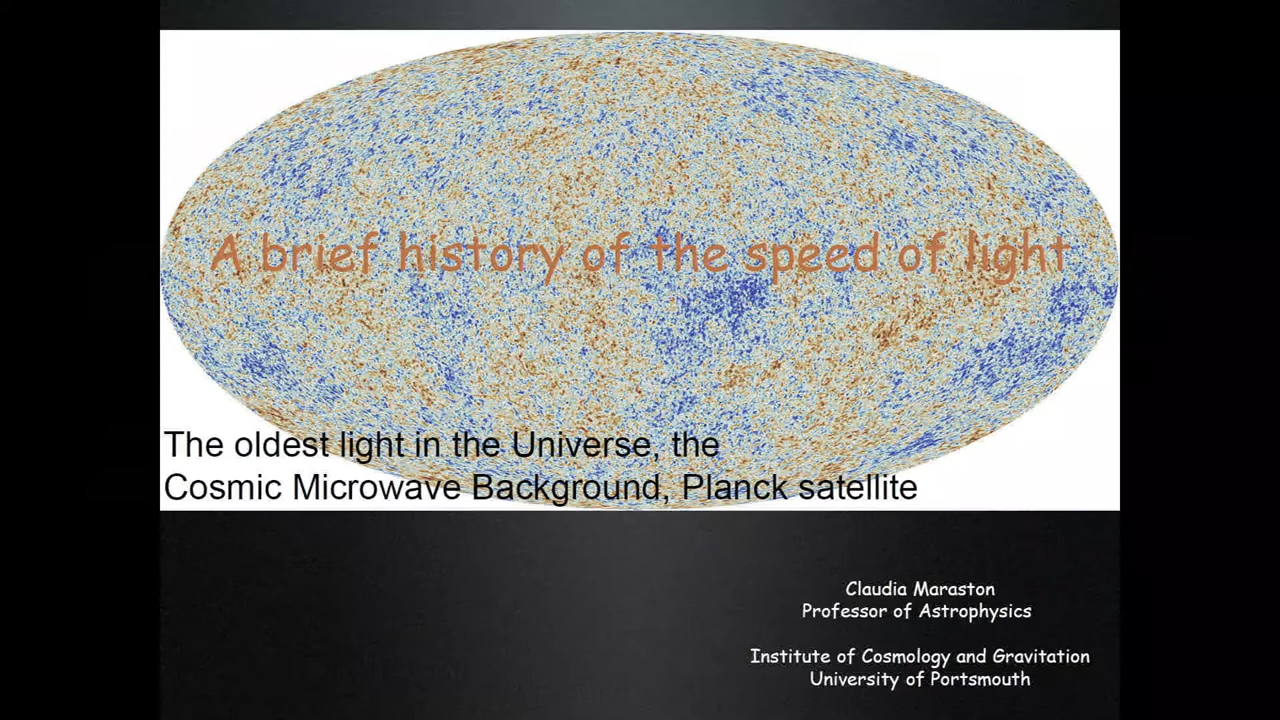 A brief history of the speed of light
The oldest light in the Universe, the
Cosmic Microwave Background, Planck satellite
Claudia Maraston
Professor of Astrophysics
Institute of Cosmology and Gravitation
University of Portsmouth